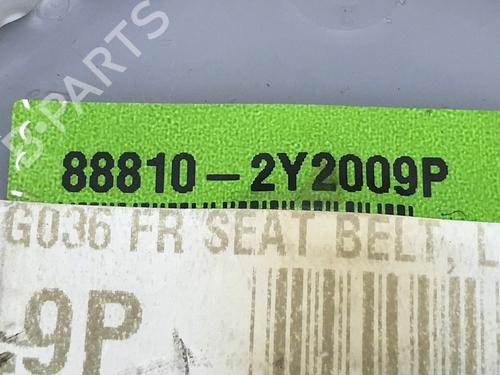 B-PARTS
88810-2Y2009P
G036 FR SEAT BELT, L
9P